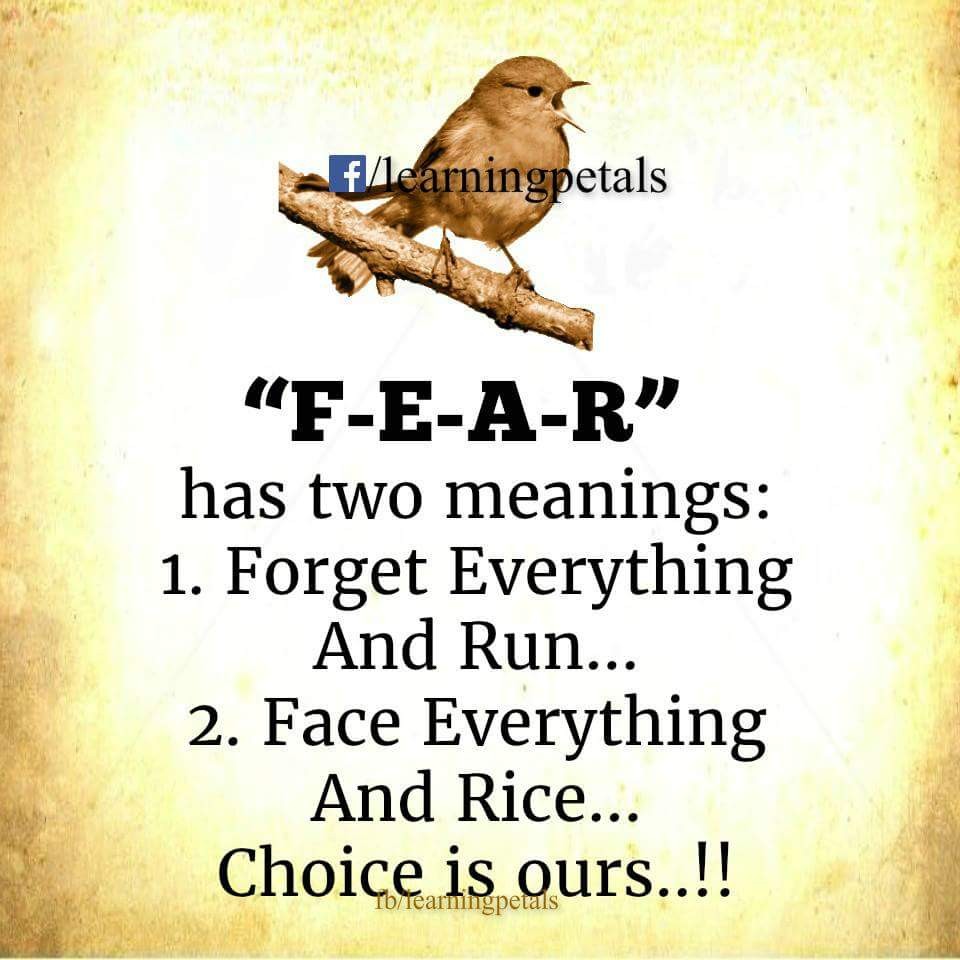 /learningpetals
“F-E-A-R”
has two meanings:
1. Forget Everything
And Run...
2. Face Everything
And Rice...
Choice is ours..!!
fb/learningpetals